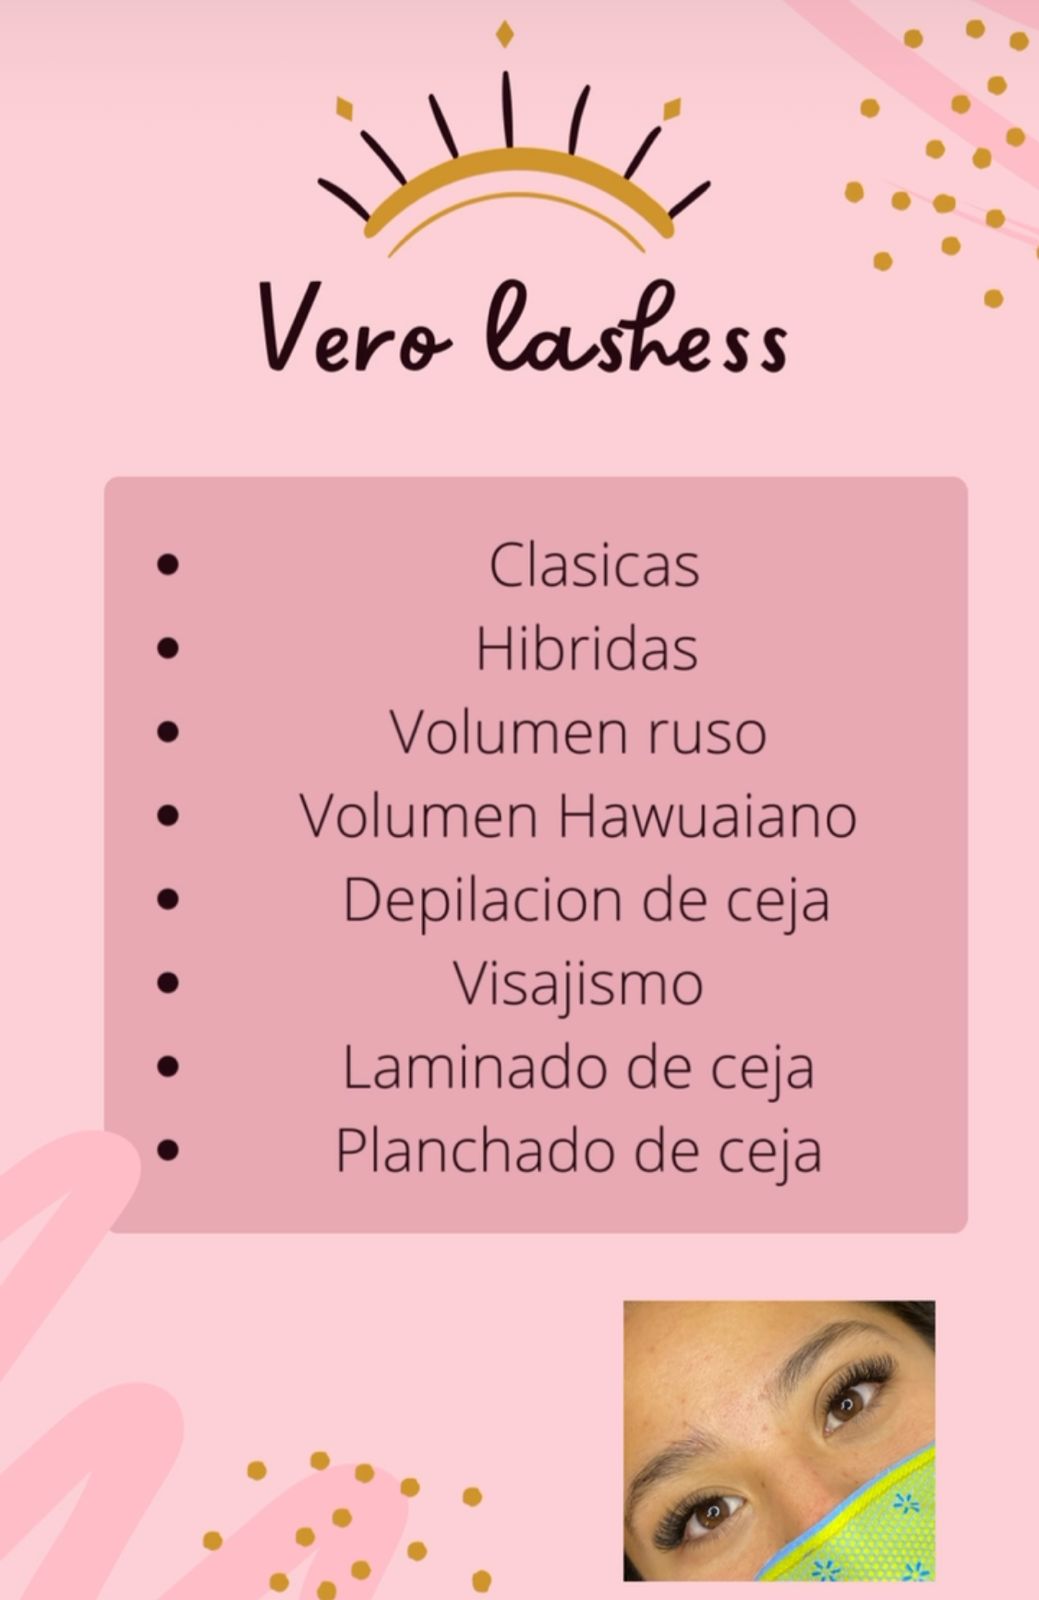 Vero lashess
• Clasicas
• Hibridas
• Volumen ruso
• Volumen Hawuaiano
• Depilacion de ceja
• Visajismo
• Laminado de ceja
• Planchado de ceja